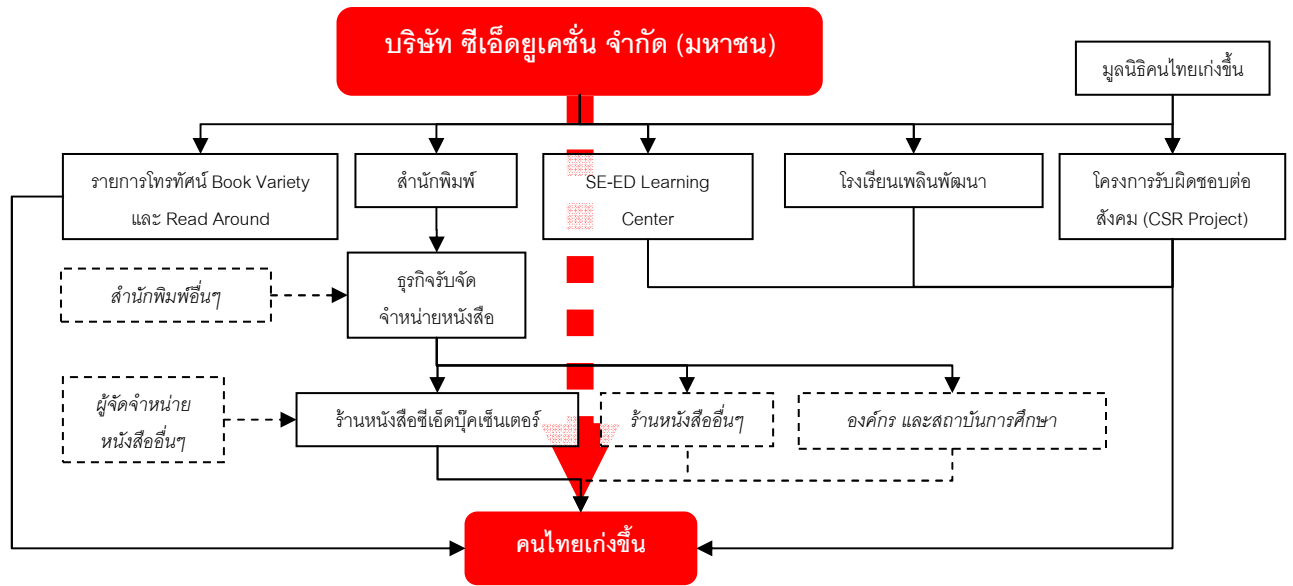 บริษัท ซีเอ็ดยูเคชั่น จำกัด (มหาชน)
มูลนิธิคนไทยเก่งขึ้น
รายการโทรทัศน์ Book Variety
และ Read Around
สำนักพิมพ์
SE-ED Learning
Center
โรงเรียนเพลินพัฒนา
โครงการรับผิดชอบต่อ
สังคม (CSR Project)
สำนักพิมพ์อื่นๆ
ธุรกิจรับจัด
จำหน่ายหนังสือ
ผู้จัดจำหน่าย
หนังสืออื่นๆ
ร้านหนังสือซีเอ็ดบุ๊คเซ็นเตอร์
ร้านหนังสืออื่นๆ
องค์กร และสถาบันการศึกษา
คนไทยเก่งขึ้น